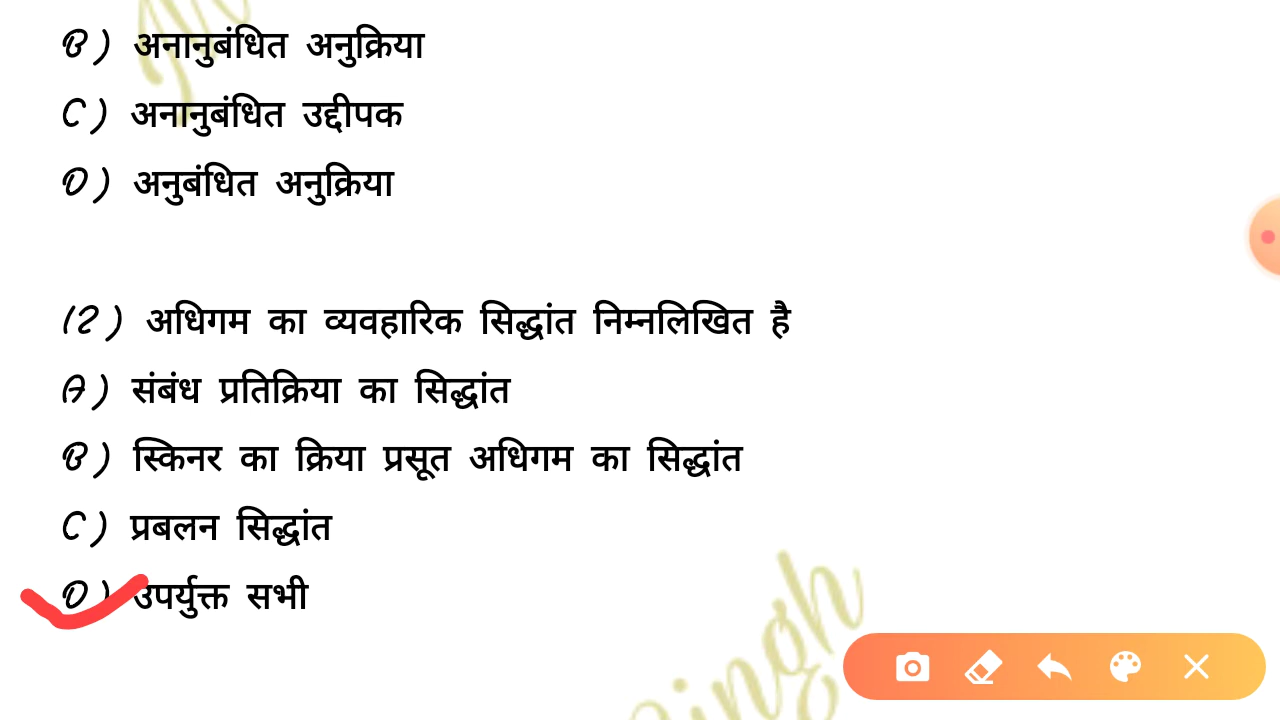 B) अनानुबंधित अनुक्रिया
C) अनानुबंधित उद्दीपक
D) अनुबंधित अनुक्रिया
12) अधिगम का व्यवहारिक सिद्धांत निम्नलिखित है
A) संबंध प्रतिक्रिया का सिद्धांत
B) स्किनर का क्रिया प्रसूत अधिगम का सिद्धांत
C) प्रबलन सिद्धांत
D) उपर्युक्त सभी